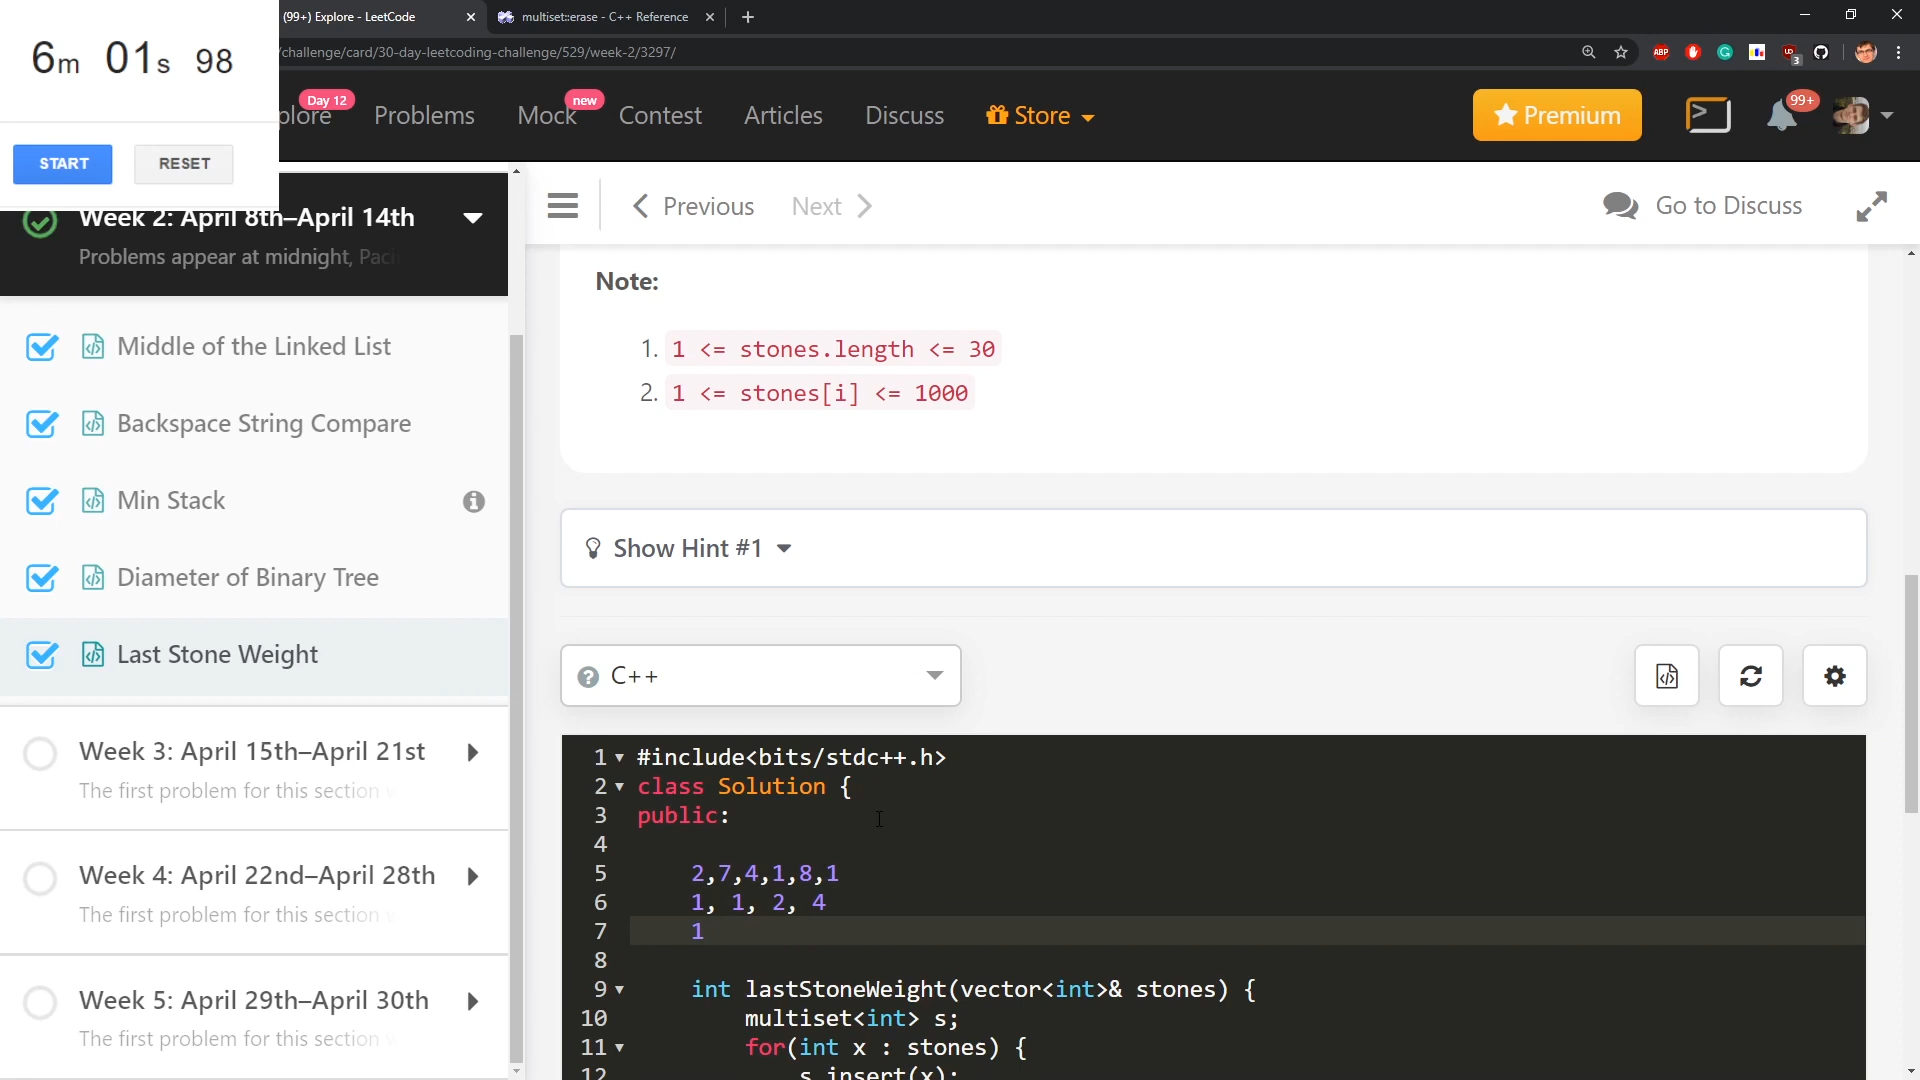 (99+) Explore - LeetCode
multiset::erase - C++ Reference
6m 01s 98
/challenge/card/30-day-leetcoding-challenge/529/week-2/3297/
ABP
UD
3
START RESET
plore Day 12 Problems Mock new Contest Articles Discuss Store Premium 99+
Week 2: April 8th–April 14th
Problems appear at midnight, Paci
Middle of the Linked List
Backspace String Compare
Min Stack
Diameter of Binary Tree
Last Stone Weight
Week 3: April 15th–April 21st
The first problem for this section w
Week 4: April 22nd–April 28th
The first problem for this section w
Week 5: April 29th–April 30th
The first problem for this section w
Previous Next Go to Discuss
Note:
1. 1 <= stones.length <= 30
2. 1 <= stones[i] <= 1000
Show Hint #1
C++
1 #include<bits/stdc++.h>
2 class Solution {
3 public:
4
5 2,7,4,1,8,1
6 1, 1, 2, 4
7 1
8
9 int lastStoneWeight(vector<int>& stones) {
10 multiset<int> s;
11 for(int x : stones) {
12 s.insert(x);